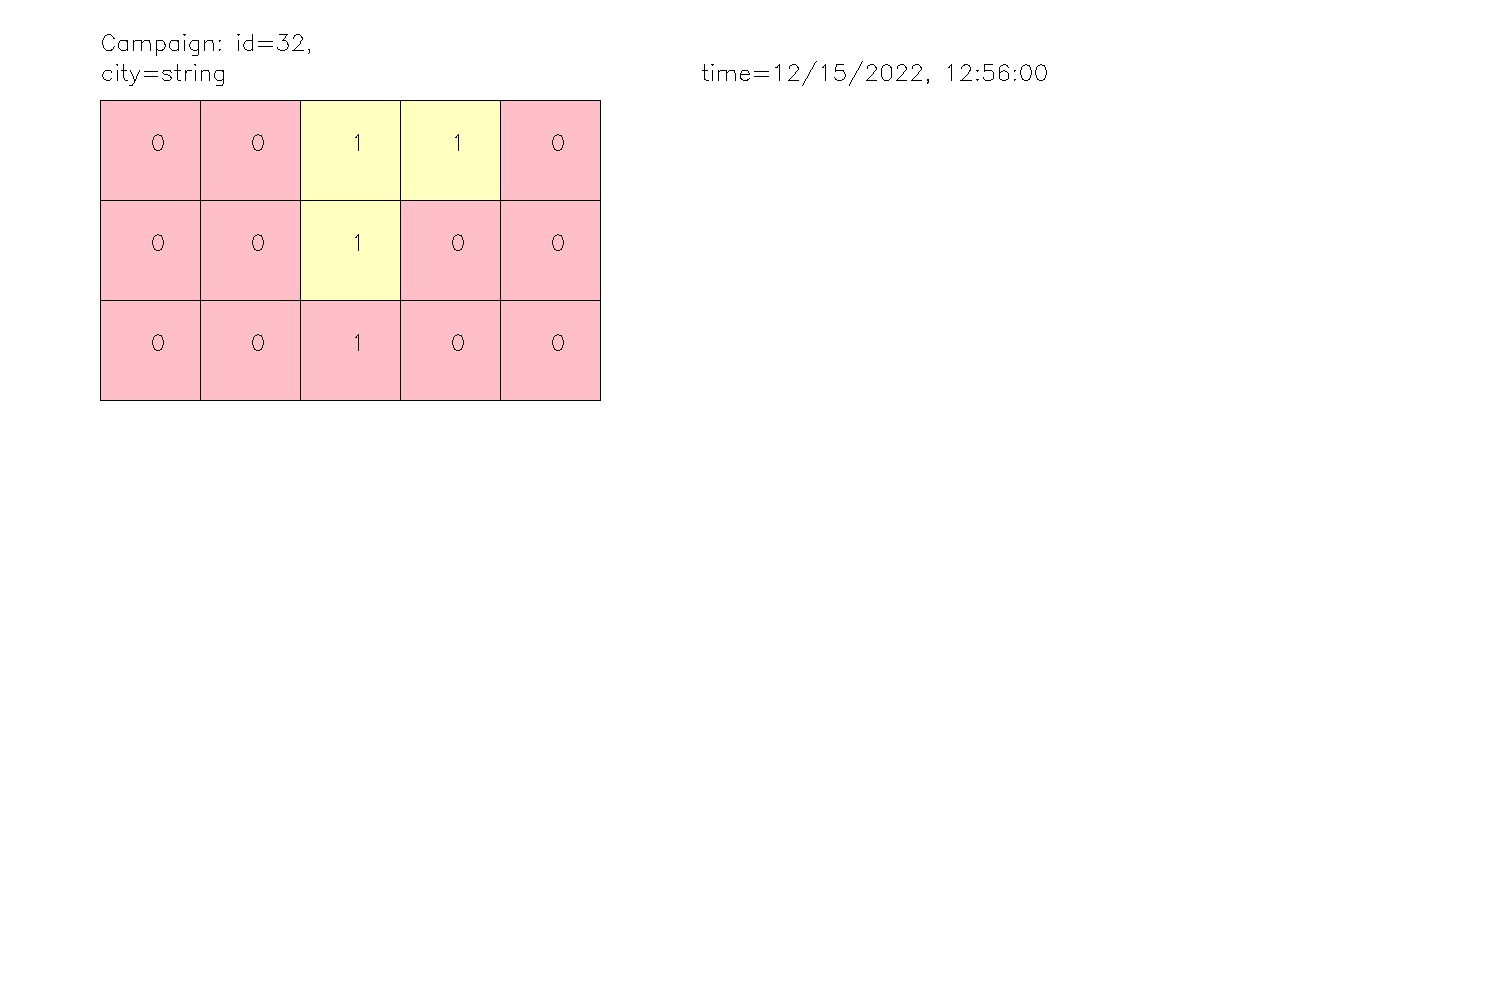 Campaign: id=32,
city=string
time=12/15/2022, 12:56:00
0 0 1 1 0
0 0 1 0 0
0 0 1 0 0